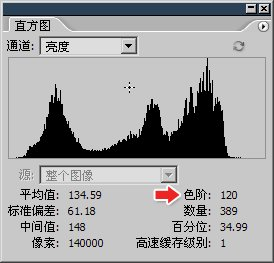 直方图
通道: 亮度
源: 整个图像
平均值: 134.59 色阶: 120
标准偏差: 61.18 数量: 389
中间值: 148 百分位: 34.99
像素: 140000 高速缓存级别: 1